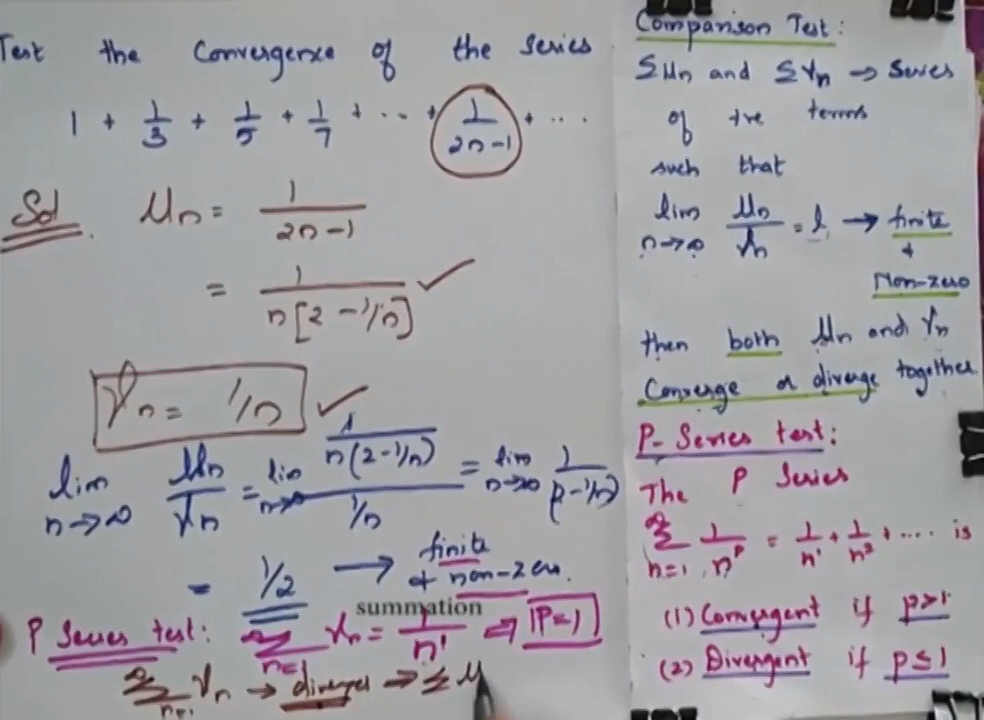 Test the Convergence of the series
1 + 1/3 + 1/5 + 1/7 + ... + 1/(2n-1) + ...
Sol. Un = 1/(2n-1)
= 1/(n[2-1/n]) ✓
Vn = 1/n ✓
lim n→∞ Un/Vn = lim n→∞ (1/(n(2-1/n)))/(1/n) = lim n→∞ 1/(2-1/n)
= 1/2 → finite & non-zero.
summation
P Series test: Σ n=1 Vn = 1/n¹ ⇒ P=1
Σ n=1 Vn → diverges → Σ U
Comparison Test:
ΣUn and ΣVn → Series
of +ve terms
such that
lim n→∞ Un/Vn = l → finite
&
Non-zero
then both Un and Vn
Converge or diverge together
P-Series test:
The P Series
∞ Σ n=1 1/n^p = 1/n¹ + 1/n² + .... is
(1) Convergent if p>1
(2) Divergent if p≤1